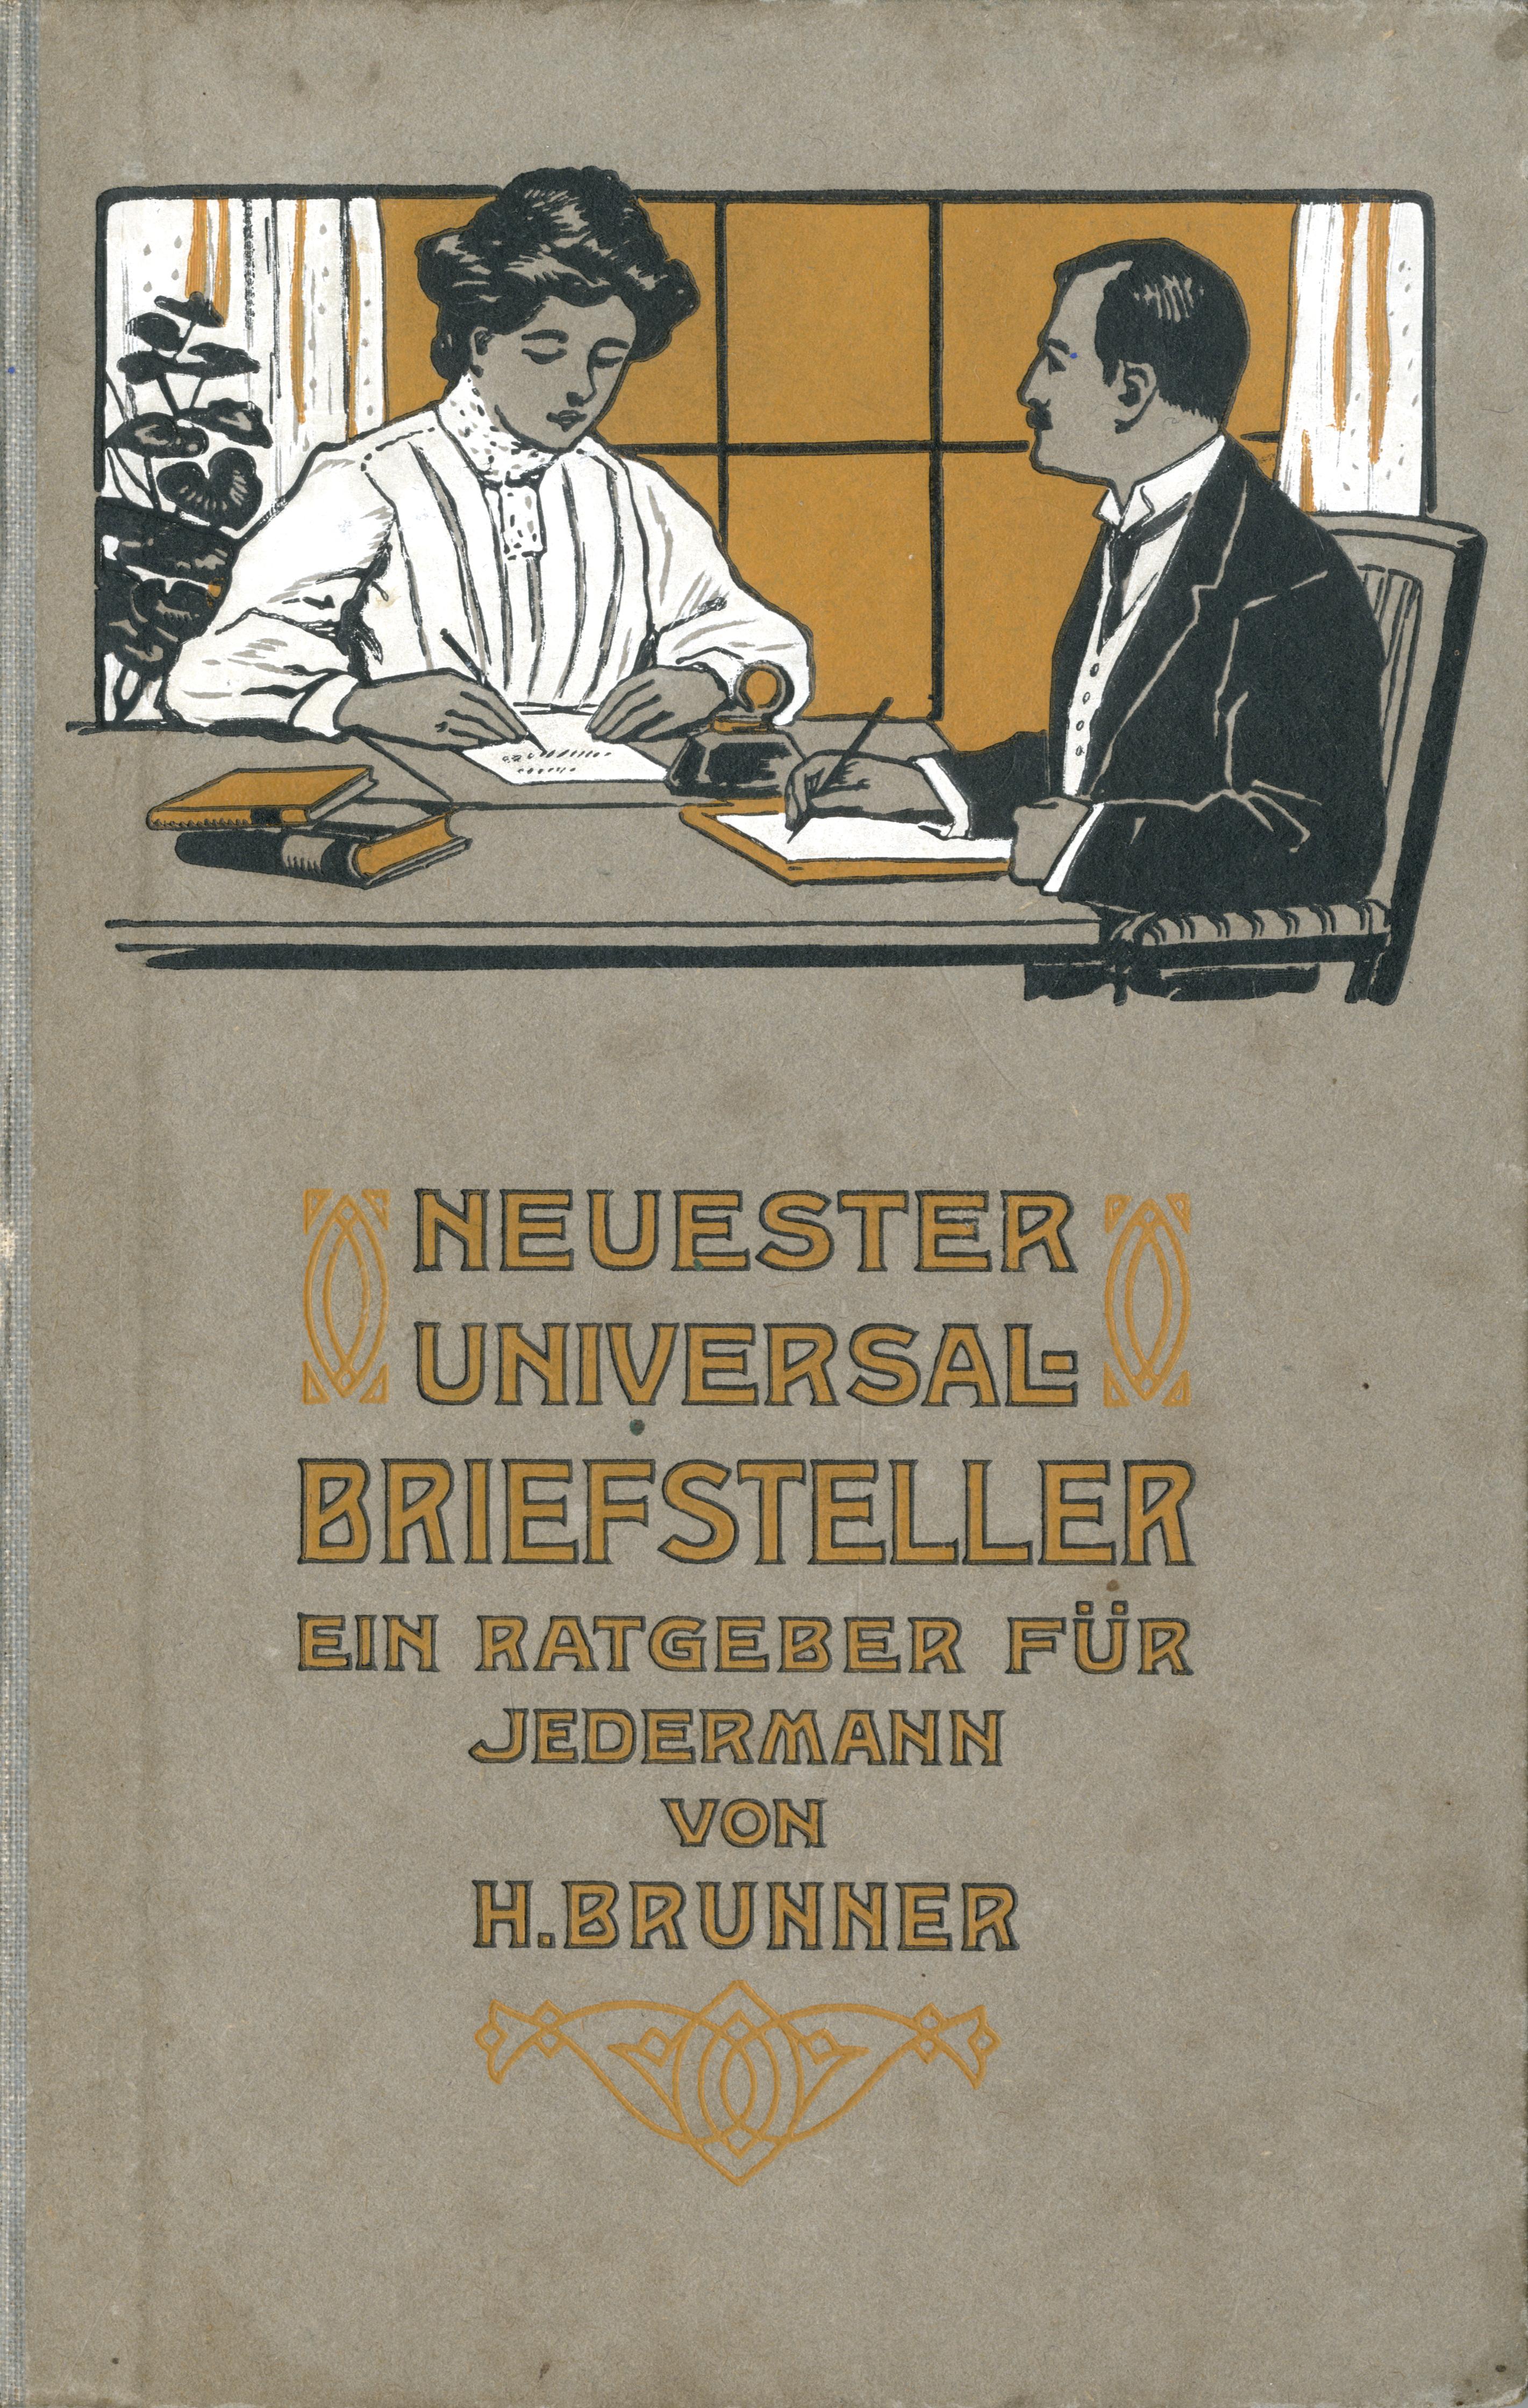 NEUESTER
UNIVERSAL-
BRIEFSTELLER
EIN RATGEBER FÜR
JEDERMANN
VON
H. BRUNNER